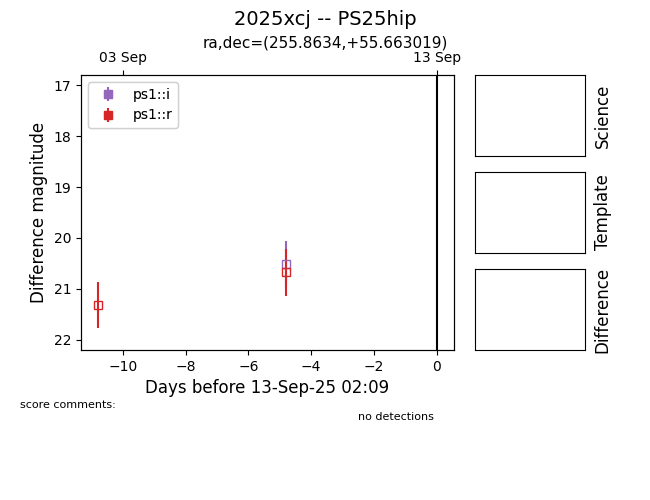 2025xcj -- PS25hip
ra,dec=(255.8634,+55.663019)
03 Sep
13 Sep
ps1::i
ps1::r
17
18
19
20
21
22
Difference magnitude
−10
−8
−6
−4
−2
0
Days before 13-Sep-25 02:09
Science
Template
Difference
score comments:
no detections